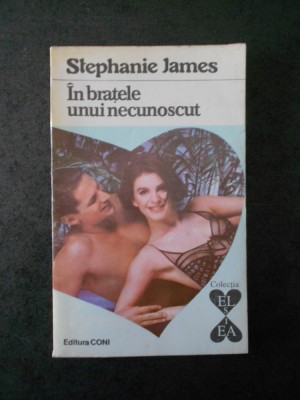 Stephanie James
În brațele
unui necunoscut
Colecția
EL
și
EA
Editura CONI